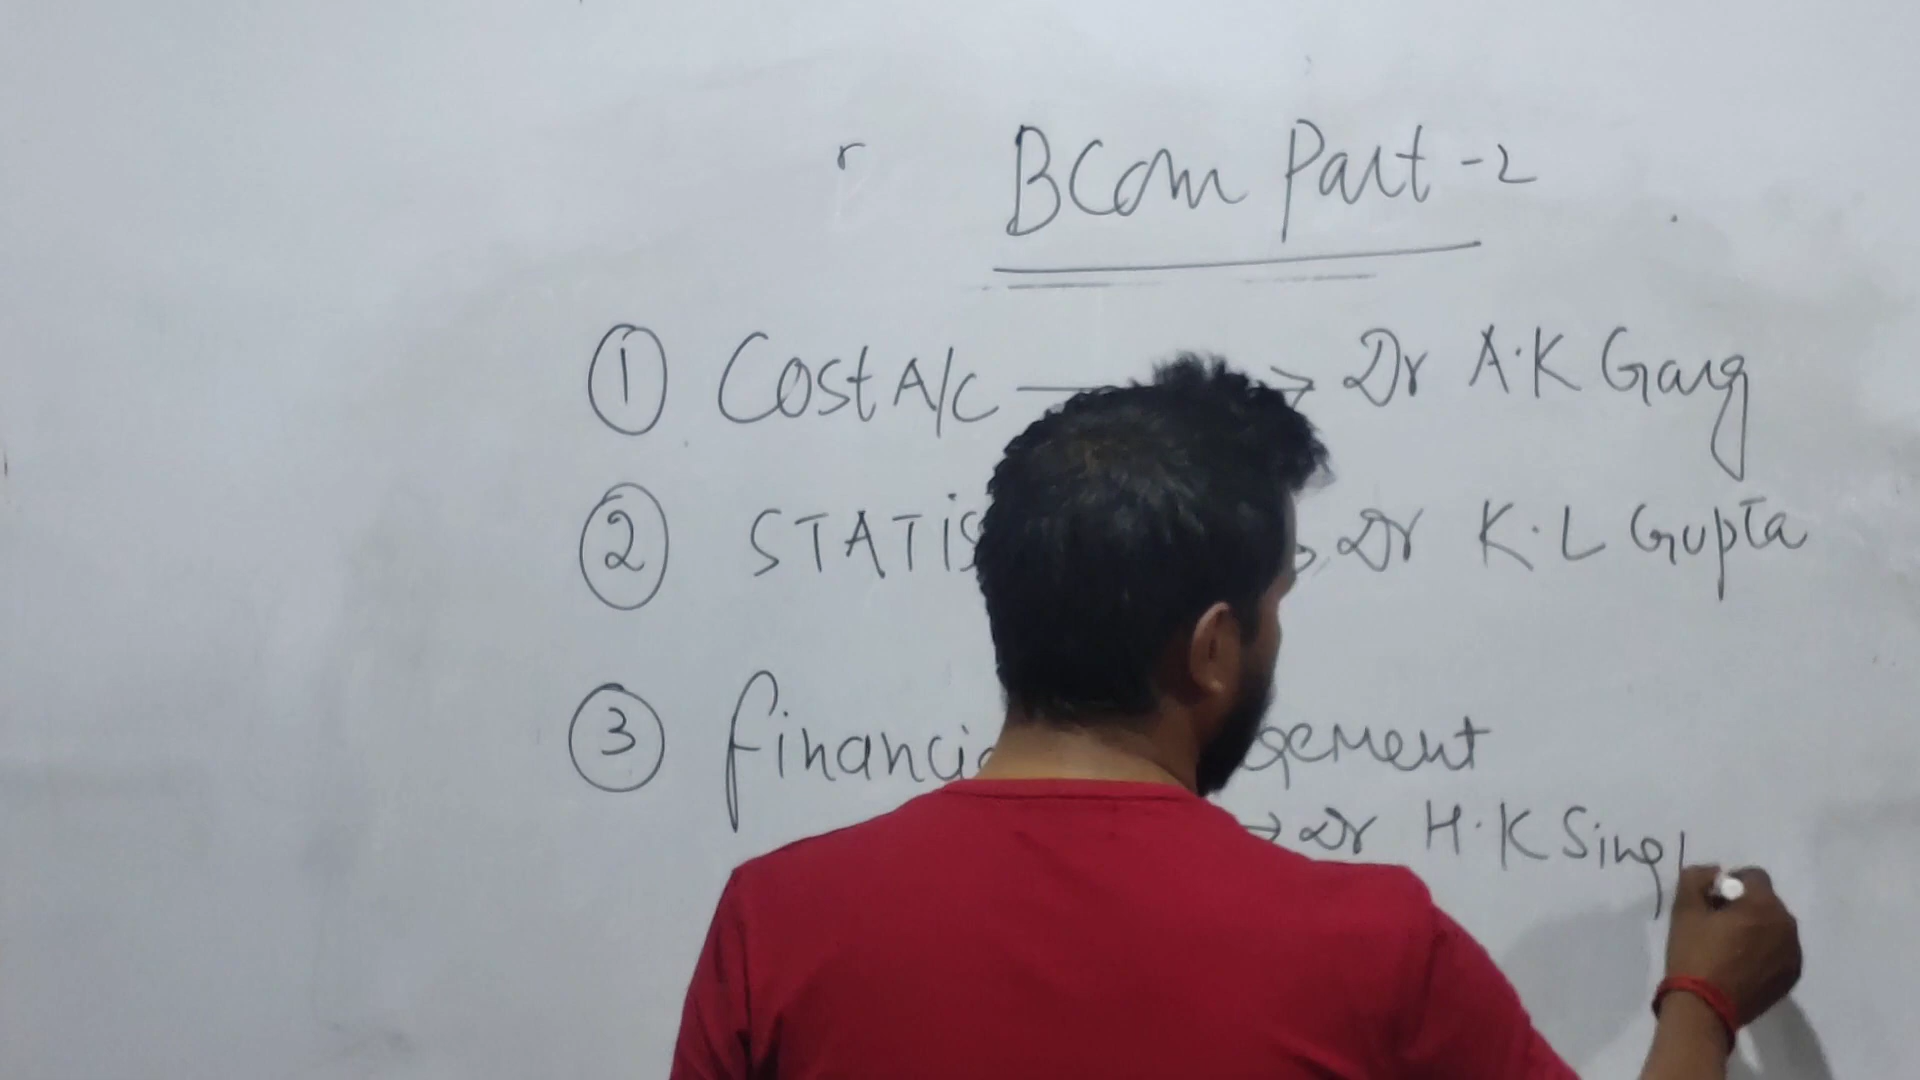 r BCom Part-2
① Cost A/c → Dr A.K Garg
② STATIS Dr K.L Gupta
③ Financi gement
→ Dr H.K Singh